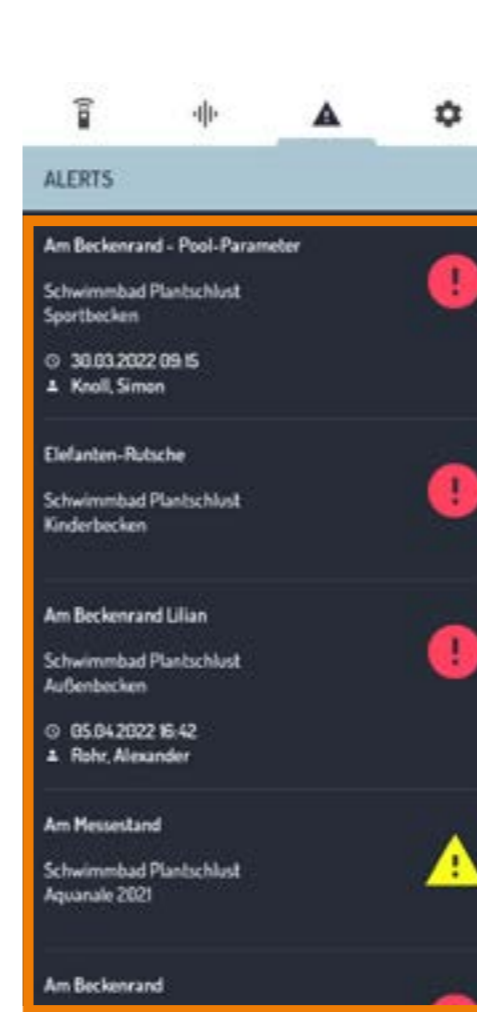 ALERTS
Am Beckenrand - Pool-Parameter
Schwimmbad Plantschlust
Sportbecken
30.03.2022 09:15
Knoll, Simon
Elefanten-Rutsche
Schwimmbad Plantschlust
Kinderbecken
Am Beckenrand Lilian
Schwimmbad Plantschlust
Außenbecken
05.04.2022 16:42
Rohr, Alexander
Am Messestand
Schwimmbad Plantschlust
Aquanale 2021
Am Beckenrand